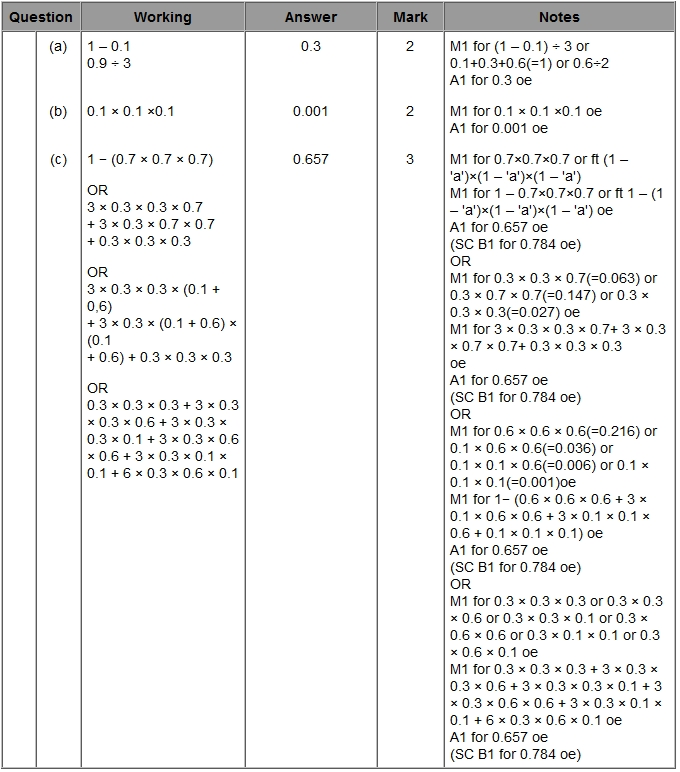 Question Working Answer Mark Notes
(a) 1 – 0.1 0.3 2 M1 for (1 – 0.1) ÷ 3 or
0.9 ÷ 3 0.1+0.3+0.6(=1) or 0.6÷2
A1 for 0.3 oe
(b) 0.1 × 0.1 ×0.1 0.001 2 M1 for 0.1 × 0.1 ×0.1 oe
A1 for 0.001 oe
(c) 1 − (0.7 × 0.7 × 0.7) 0.657 3
OR
3 × 0.3 × 0.3 × 0.7
+ 3 × 0.3 × 0.7 × 0.7
+ 0.3 × 0.3 × 0.3
OR
3 × 0.3 × 0.3 × (0.1 +
0,6)
+ 3 × 0.3 × (0.1 + 0.6) ×
(0.1
+ 0.6) + 0.3 × 0.3 × 0.3
OR
0.3 × 0.3 × 0.3 + 3 × 0.3
× 0.3 × 0.6 + 3 × 0.3 ×
0.3 × 0.1 + 3 × 0.3 × 0.6
× 0.6 + 3 × 0.3 × 0.1 ×
0.1 + 6 × 0.3 × 0.6 × 0.1
M1 for 0.7×0.7×0.7 or ft (1 –
'a')×(1 – 'a')×(1 – 'a')
M1 for 1 – 0.7×0.7×0.7 or ft 1 – (1
– 'a')×(1 – 'a')×(1 – 'a') oe
A1 for 0.657 oe
(SC B1 for 0.784 oe)
OR
M1 for 0.3 × 0.3 × 0.7(=0.063) or
0.3 × 0.7 × 0.7(=0.147) or 0.3 ×
0.3 × 0.3(=0.027) oe
M1 for 3 × 0.3 × 0.3 × 0.7+ 3 × 0.3
× 0.7 × 0.7+ 0.3 × 0.3 × 0.3
oe
A1 for 0.657 oe
(SC B1 for 0.784 oe)
OR
M1 for 0.6 × 0.6 × 0.6(=0.216) or
0.1 × 0.6 × 0.6(=0.036) or
0.1 × 0.1 × 0.6(=0.006) or 0.1 ×
0.1 × 0.1(=0.001)oe
M1 for 1− (0.6 × 0.6 × 0.6 + 3 ×
0.1 × 0.6 × 0.6 + 3 × 0.1 × 0.1 ×
0.6 + 0.1 × 0.1 × 0.1) oe
A1 for 0.657 oe
(SC B1 for 0.784 oe)
OR
M1 for 0.3 × 0.3 × 0.3 or 0.3 × 0.3
× 0.6 or 0.3 × 0.3 × 0.1 or 0.3 ×
0.6 × 0.6 or 0.3 × 0.1 × 0.1 or 0.3
× 0.6 × 0.1 oe
M1 for 0.3 × 0.3 × 0.3 + 3 × 0.3 ×
0.3 × 0.6 + 3 × 0.3 × 0.3 × 0.1 + 3
× 0.3 × 0.6 × 0.6 + 3 × 0.3 × 0.1 ×
0.1 + 6 × 0.3 × 0.6 × 0.1 oe
A1 for 0.657 oe
(SC B1 for 0.784 oe)